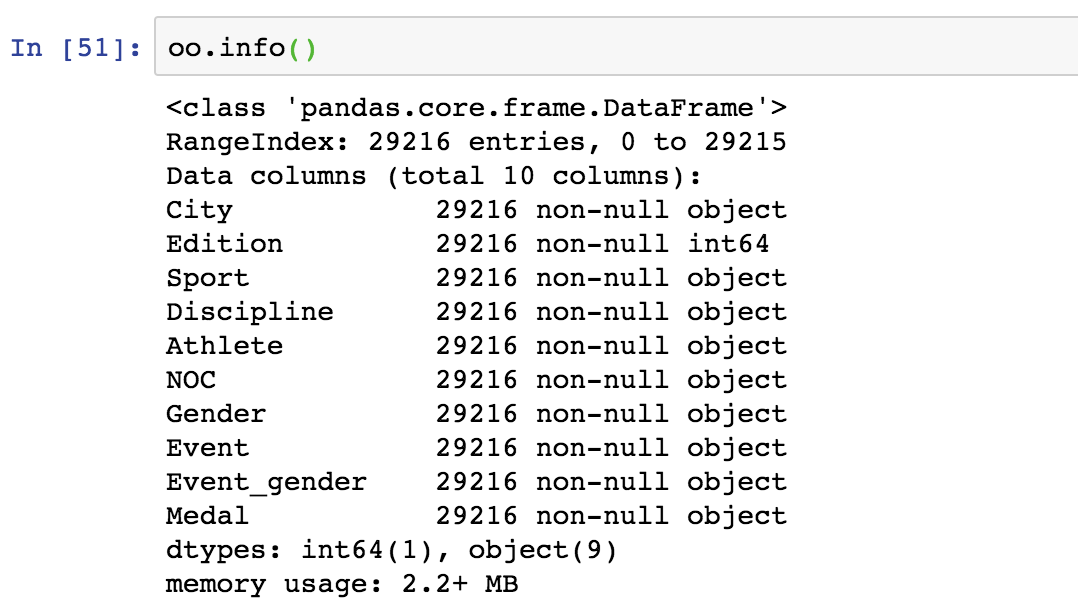 In [51]: oo.info()
<class 'pandas.core.frame.DataFrame'>
RangeIndex: 29216 entries, 0 to 29215
Data columns (total 10 columns):
City            29216 non-null object
Edition         29216 non-null int64
Sport           29216 non-null object
Discipline      29216 non-null object
Athlete         29216 non-null object
NOC             29216 non-null object
Gender          29216 non-null object
Event           29216 non-null object
Event_gender    29216 non-null object
Medal           29216 non-null object
dtypes: int64(1), object(9)
memory usage: 2.2+ MB